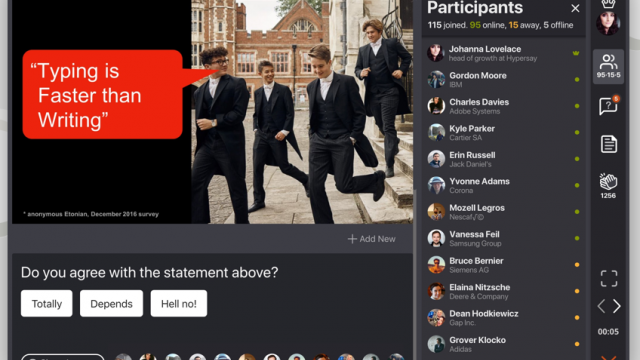 “Typing is
Faster than
Writing”
* anonymous Etonian, December 2016 survey
Add New
Do you agree with the statement above?
Totally
Depends
Hell no!
Participants
115 joined. 95 online, 15 away, 5 offline
Johanna Lovelace
head of growth at Hypersay
Gordon Moore
IBM
Charles Davies
Adobe Systems
Kyle Parker
Cartier SA
Erin Russell
Jack Daniel's
Yvonne Adams
Corona
Mozell Legros
Nescaf√©
Vanessa Feil
Samsung Group
Bruce Bernier
Siemens AG
Elaina Nitzsche
Deere & Company
Dean Hodkiewicz
Gap Inc.
Grover Klocko
Adidas
95·15·5
1256
00:05